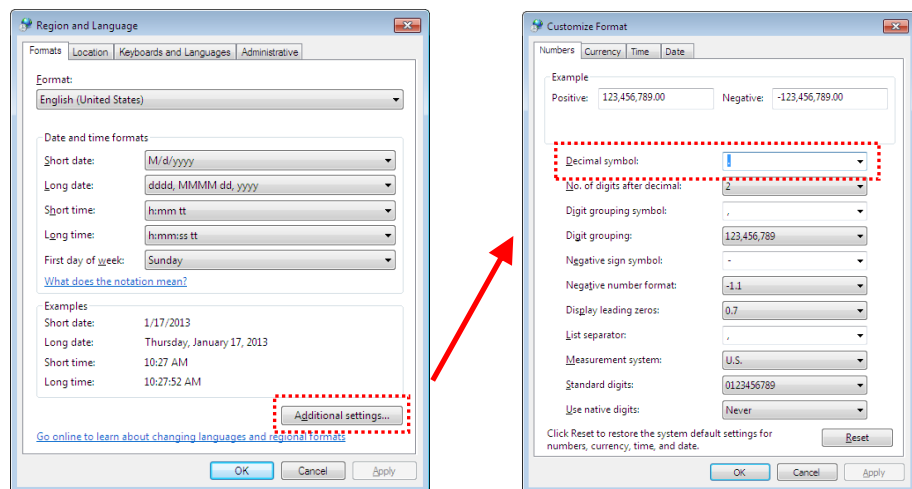 Region and Language
Formats Location Keyboards and Languages Administrative
Format:
English (United States)
Date and time formats
Short date: M/d/yyyy
Long date: dddd, MMMM dd, yyyy
Short time: h:mm tt
Long time: h:mm:ss tt
First day of week: Sunday
What does the notation mean?
Examples
Short date: 1/17/2013
Long date: Thursday, January 17, 2013
Short time: 10:27 AM
Long time: 10:27:52 AM
Additional settings...
Go online to learn about changing languages and regional formats
OK Cancel Apply
Customize Format
Numbers Currency Time Date
Example
Positive: 123,456,789.00 Negative: -123,456,789.00
Decimal symbol: .
No. of digits after decimal: 2
Digit grouping symbol: ,
Digit grouping: 123,456,789
Negative sign symbol: -
Negative number format: -1.1
Display leading zeros: 0.7
List separator: ,
Measurement system: U.S.
Standard digits: 0123456789
Use native digits: Never
Click Reset to restore the system default settings for
numbers, currency, time, and date.
Reset
OK Cancel Apply